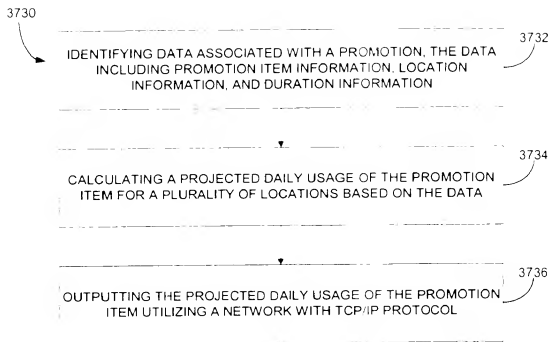 3730
3732
IDENTIFYING DATA ASSOCIATED WITH A PROMOTION, THE DATA
INCLUDING PROMOTION ITEM INFORMATION, LOCATION
INFORMATION, AND DURATION INFORMATION
3734
CALCULATING A PROJECTED DAILY USAGE OF THE PROMOTION
ITEM FOR A PLURALITY OF LOCATIONS BASED ON THE DATA
3736
OUTPUTTING THE PROJECTED DAILY USAGE OF THE PROMOTION
ITEM UTILIZING A NETWORK WITH TCP/IP PROTOCOL